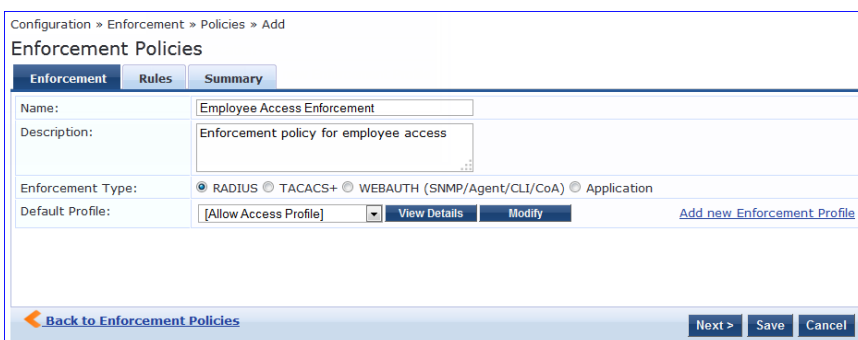 Configuration » Enforcement » Policies » Add
Enforcement Policies
Enforcement Rules Summary
Name: Employee Access Enforcement
Description: Enforcement policy for employee access
Enforcement Type: RADIUS TACACS+ WEBAUTH (SNMP/Agent/CLI/CoA) Application
Default Profile: [Allow Access Profile] View Details Modify Add new Enforcement Profile
Back to Enforcement Policies Next > Save Cancel